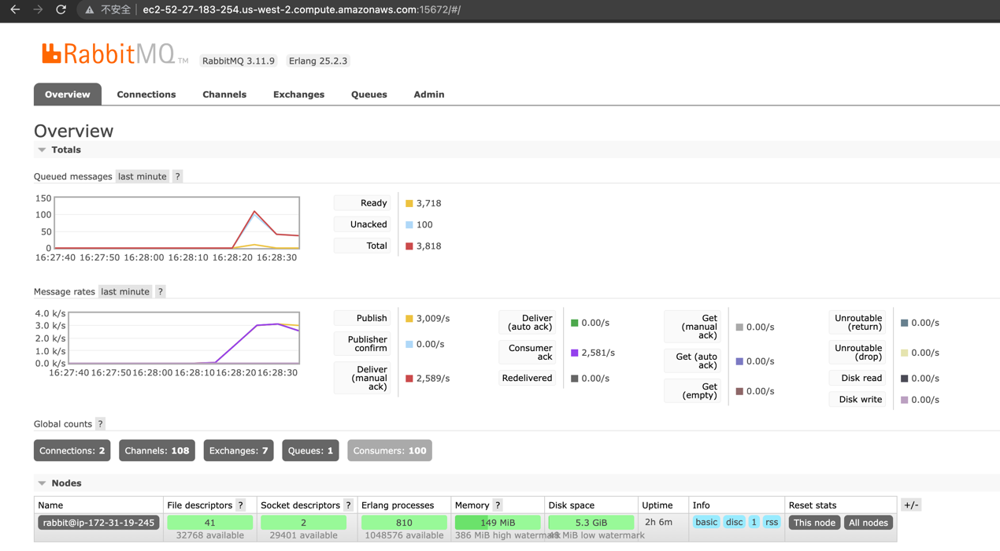 不安全 ec2-52-27-183-254.us-west-2.compute.amazonaws.com:15672/#/
RabbitMQ TM RabbitMQ 3.11.9 Erlang 25.2.3
Overview Connections Channels Exchanges Queues Admin
Overview
Totals
Queued messages last minute ?
150
100
50
0
16:27:40 16:27:50 16:28:00 16:28:10 16:28:20 16:28:30
Ready 3,718
Unacked 100
Total 3,818
Message rates last minute ?
4.0 k/s
3.0 k/s
2.0 k/s
1.0 k/s
0.0 k/s
16:27:40 16:27:50 16:28:00 16:28:10 16:28:20 16:28:30
Publish 3,009/s
Publisher
confirm 0.00/s
Deliver
(manual
ack) 2,589/s
Deliver
(auto ack) 0.00/s
Consumer
ack 2,581/s
Redelivered 0.00/s
Get
(manual
ack) 0.00/s
Get (auto
ack) 0.00/s
Get
(empty) 0.00/s
Unroutable
(return) 0.00/s
Unroutable
(drop) 0.00/s
Disk read 0.00/s
Disk write 0.00/s
Global counts ?
Connections: 2 Channels: 108 Exchanges: 7 Queues: 1 Consumers: 100
Nodes
Name File descriptors ? Socket descriptors ? Erlang processes Memory ? Disk space Uptime Info Reset stats +/-
rabbit@ip-172-31-19-245 41 2 810 149 MiB 5.3 GiB 2h 6m basic disc 1 rss This node All nodes
32768 available 29401 available 1048576 available 386 MiB high watermark 48 MiB low watermark